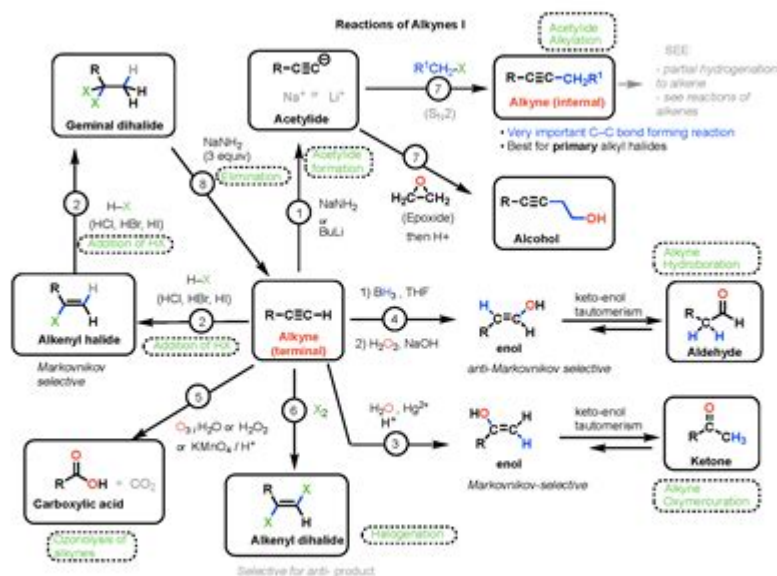 Reactions of Alkynes I
Acetylide
Alkylation
SEE
- partial hydrogenation
to alkene
- see reactions of
alkenes
R
H
H
H
X
X
Geminal dihalide
R–C≡C⊖
Na⁺ or Li⁺
Acetylide
R¹CH₂–X
7
(SN2)
R–C≡C–CH₂R¹
Alkyne (internal)
• Very important C–C bond forming reaction
• Best for primary alkyl halides
NaNH₂
(3 equiv)
8
Elimination
Acetylide
formation
7
O
H₂C–CH₂
(Epoxide)
then H+
R–C≡C
OH
Alcohol
1
NaNH₂
or
BuLi
2
H–X
(HCl, HBr, HI)
Addition of HX
R
H
X
H
Alkenyl halide
Markovnikov
selective
H–X
(HCl, HBr, HI)
2
Addition of HX
R–C≡C–H
Alkyne
(terminal)
1) BH₃ , THF
4
2) H₂O₂, NaOH
H
OH
R
H
enol
anti-Markovnikov selective
keto-enol
tautomerism
Alkyne
Hydroboration
O
R
C
H
H
H
Aldehyde
5
O₃, H₂O or H₂O₂
or KMnO₄ / H⁺
6
X₂
H₂O , Hg²⁺
H⁺
3
HO
H
R
H
enol
Markovnikov-selective
keto-enol
tautomerism
O
R
CH₃
Ketone
Alkyne
Oxymercuration
O
R
OH
+ CO₂
Carboxylic acid
Ozonolysis of
alkynes
R
X
X
H
Alkenyl dihalide
Halogenation
Selective for anti- product